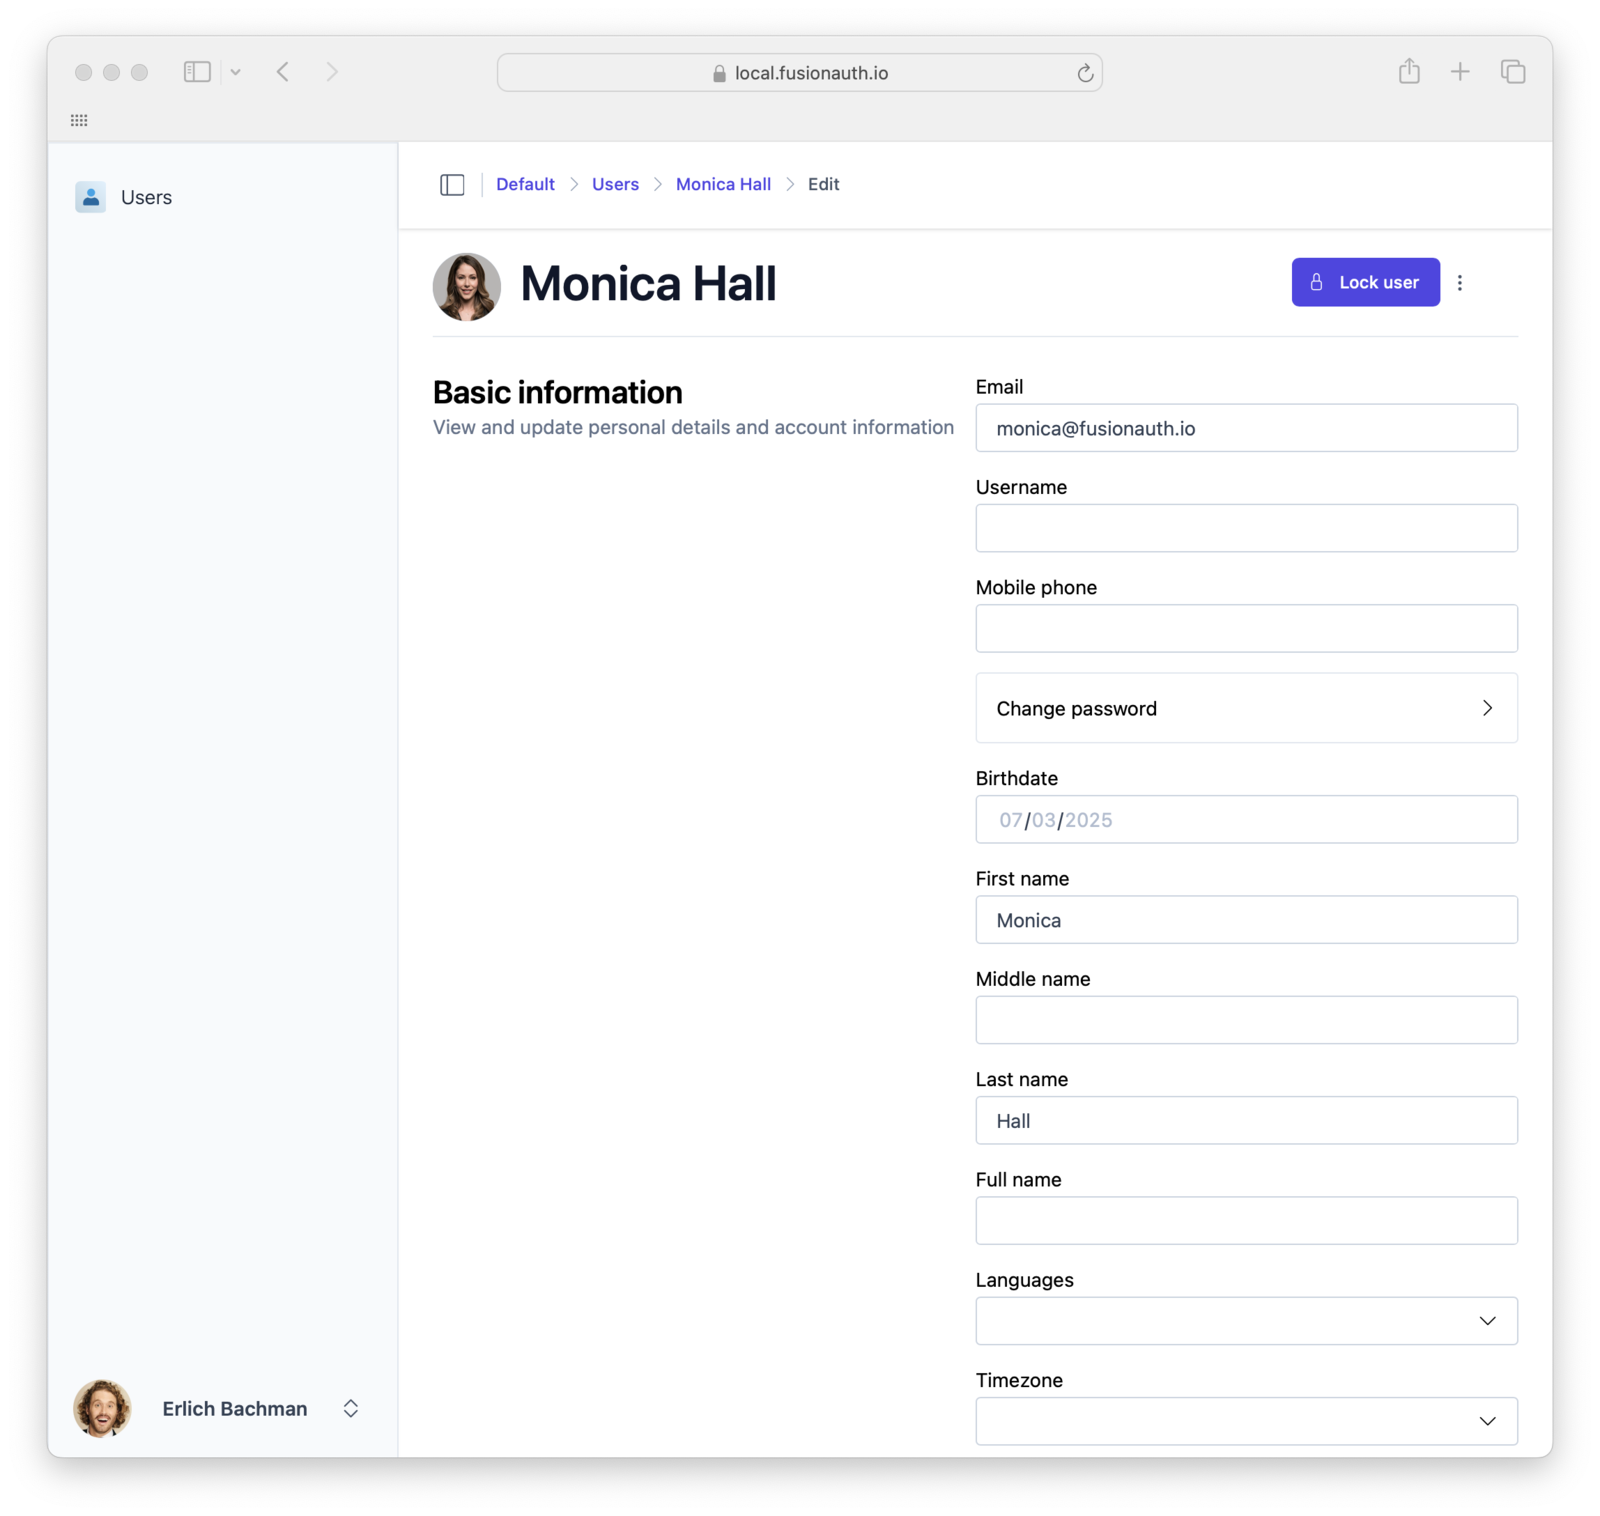 local.fusionauth.io
Users
Default > Users > Monica Hall > Edit
Monica Hall
Lock user
Basic information
View and update personal details and account information
Email
monica@fusionauth.io
Username
Mobile phone
Change password
Birthdate
07/03/2025
First name
Monica
Middle name
Last name
Hall
Full name
Languages
Timezone
Erlich Bachman